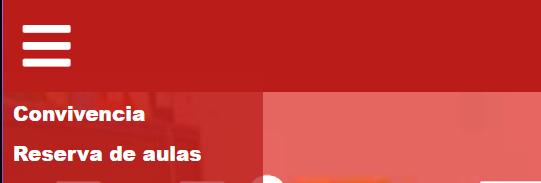 Convivencia
Reserva de aulas